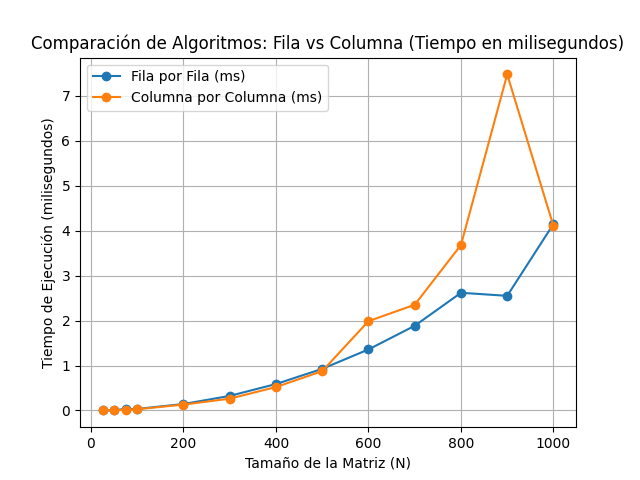 Comparación de Algoritmos: Fila vs Columna (Tiempo en milisegundos)
Fila por Fila (ms)
Columna por Columna (ms)
Tiempo de Ejecución (milisegundos)
7
6
5
4
3
2
1
0
0 200 400 600 800 1000
Tamaño de la Matriz (N)